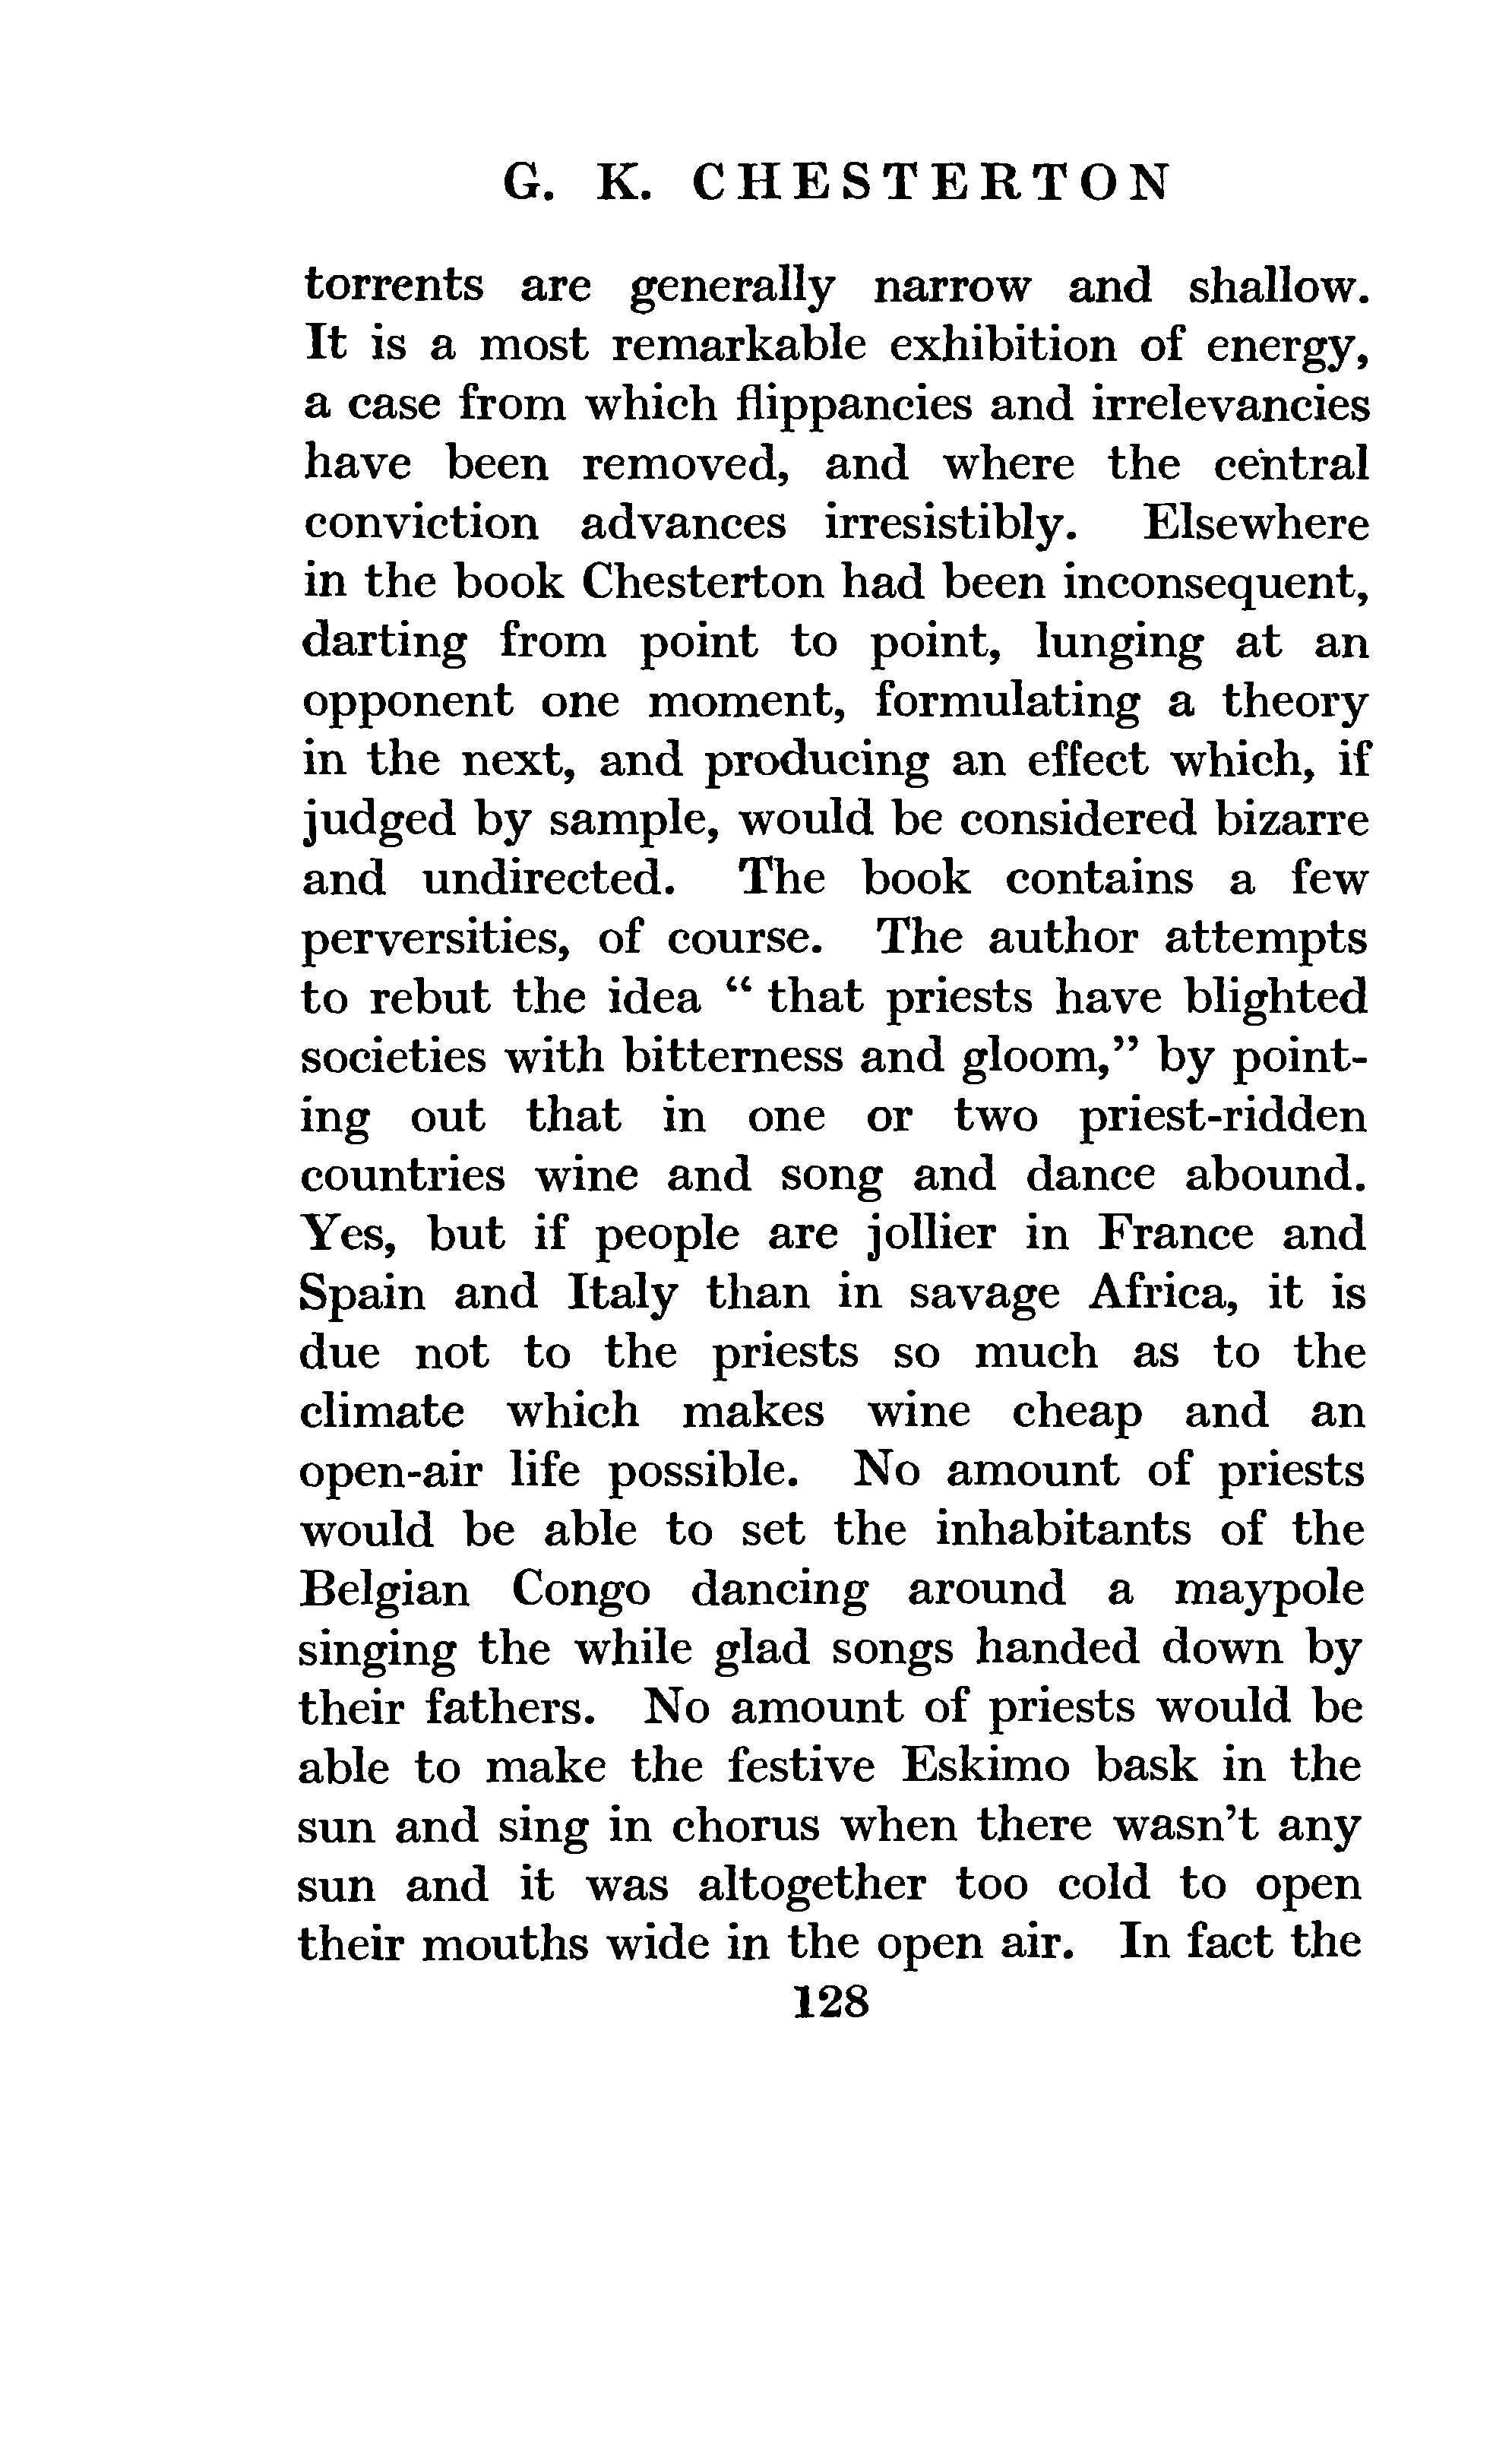 G. K. CHESTERTON
torrents are generally narrow and shallow.
It is a most remarkable exhibition of energy,
a case from which flippancies and irrelevancies
have been removed, and where the central
conviction advances irresistibly. Elsewhere
in the book Chesterton had been inconsequent,
darting from point to point, lunging at an
opponent one moment, formulating a theory
in the next, and producing an effect which, if
judged by sample, would be considered bizarre
and undirected. The book contains a few
perversities, of course. The author attempts
to rebut the idea “ that priests have blighted
societies with bitterness and gloom,” by point-
ing out that in one or two priest-ridden
countries wine and song and dance abound.
Yes, but if people are jollier in France and
Spain and Italy than in savage Africa, it is
due not to the priests so much as to the
climate which makes wine cheap and an
open-air life possible. No amount of priests
would be able to set the inhabitants of the
Belgian Congo dancing around a maypole
singing the while glad songs handed down by
their fathers. No amount of priests would be
able to make the festive Eskimo bask in the
sun and sing in chorus when there wasn’t any
sun and it was altogether too cold to open
their mouths wide in the open air. In fact the
128